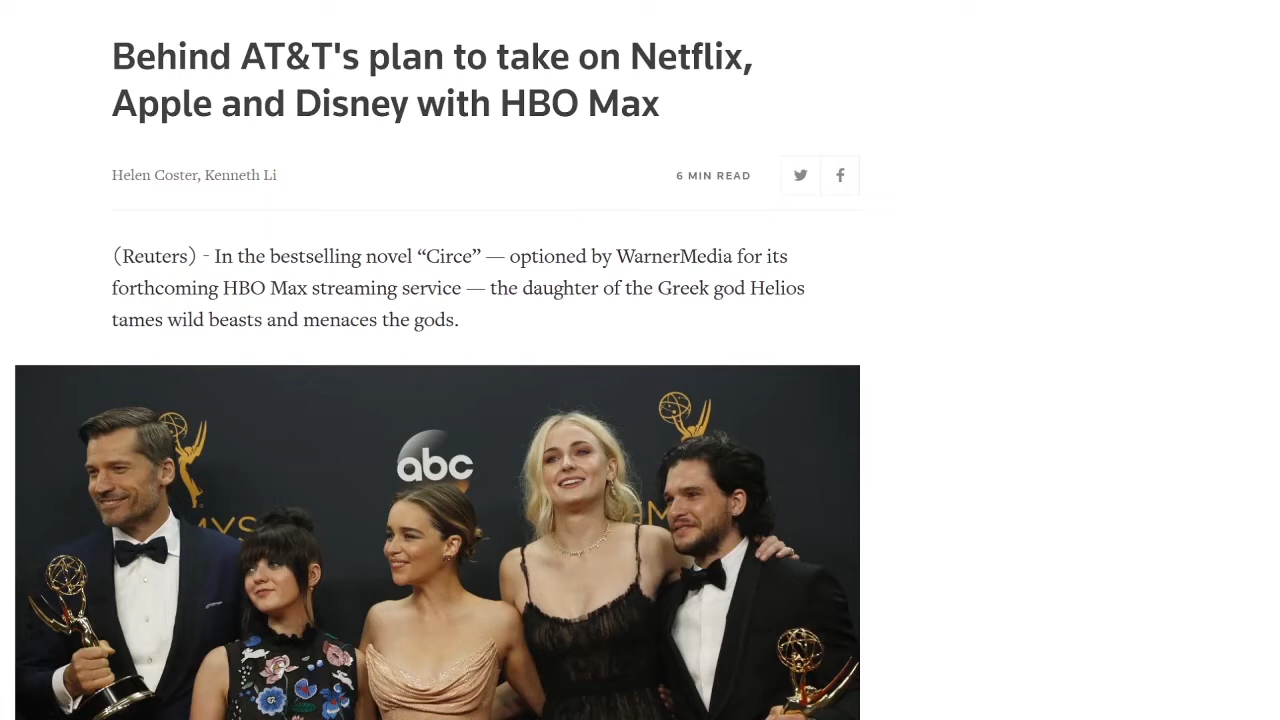 Behind AT&T's plan to take on Netflix,
Apple and Disney with HBO Max
Helen Coster, Kenneth Li
6 MIN READ
(Reuters) - In the bestselling novel “Circe” — optioned by WarnerMedia for its
forthcoming HBO Max streaming service — the daughter of the Greek god Helios
tames wild beasts and menaces the gods.
abc